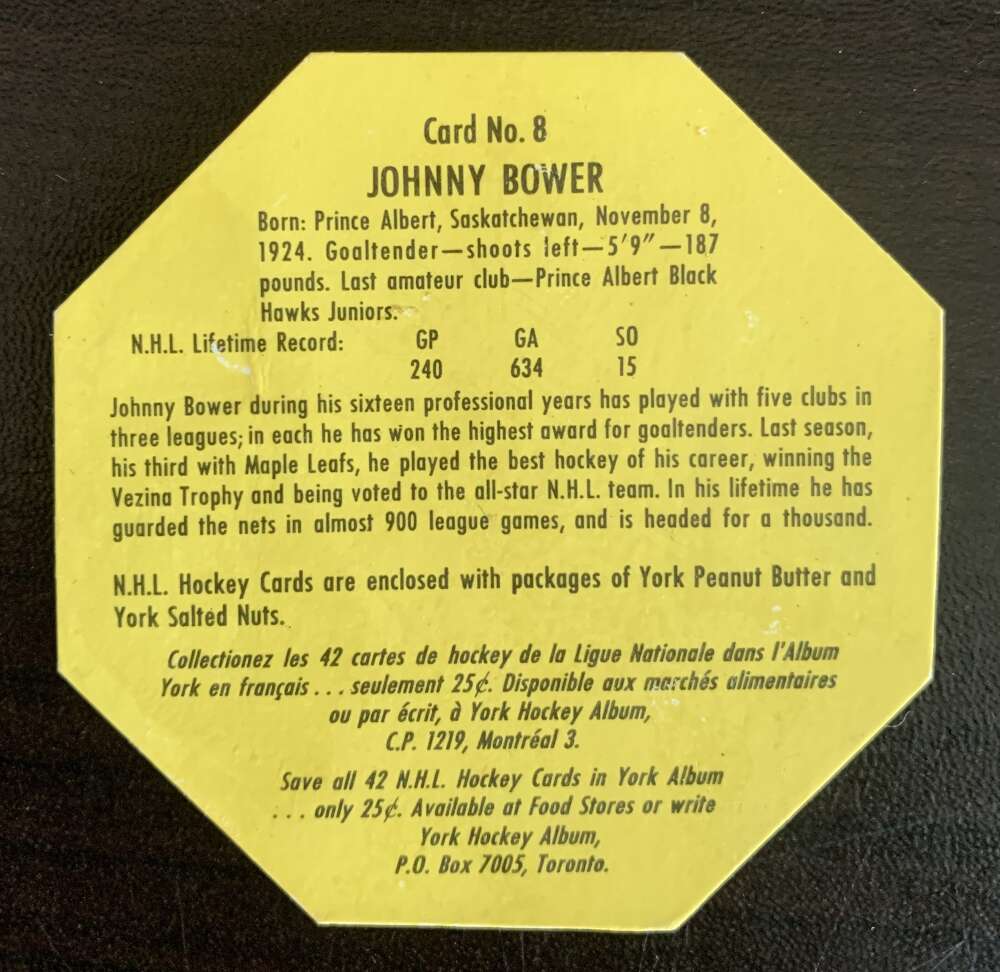 Card No. 8
JOHNNY BOWER
Born: Prince Albert, Saskatchewan, November 8,
1924. Goaltender—shoots left—5'9"—187
pounds. Last amateur club—Prince Albert Black
Hawks Juniors.
N.H.L. Lifetime Record: GP GA SO
240 634 15
Johnny Bower during his sixteen professional years has played with five clubs in
three leagues; in each he has won the highest award for goaltenders. Last season,
his third with Maple Leafs, he played the best hockey of his career, winning the
Vezina Trophy and being voted to the all-star N.H.L. team. In his lifetime he has
guarded the nets in almost 900 league games, and is headed for a thousand.
N.H.L. Hockey Cards are enclosed with packages of York Peanut Butter and
York Salted Nuts.
Collectionez les 42 cartes de hockey de la Ligue Nationale dans l'Album
York en français . . . seulement 25¢. Disponible aux marchés alimentaires
ou par écrit, à York Hockey Album,
C.P. 1219, Montréal 3.
Save all 42 N.H.L. Hockey Cards in York Album
. . . only 25¢. Available at Food Stores or write
York Hockey Album,
P.O. Box 7005, Toronto.